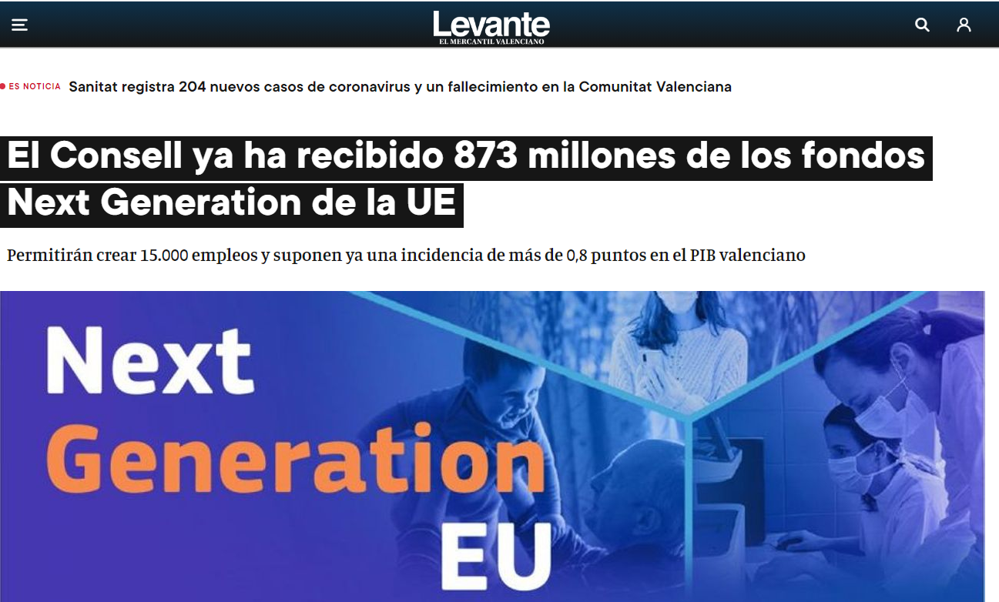 Levante
EL MERCANTIL VALENCIANO
ES NOTICIA Sanitat registra 204 nuevos casos de coronavirus y un fallecimiento en la Comunitat Valenciana
El Consell ya ha recibido 873 millones de los fondos
Next Generation de la UE
Permitirán crear 15.000 empleos y suponen ya una incidencia de más de 0,8 puntos en el PIB valenciano
Next
Generation
EU